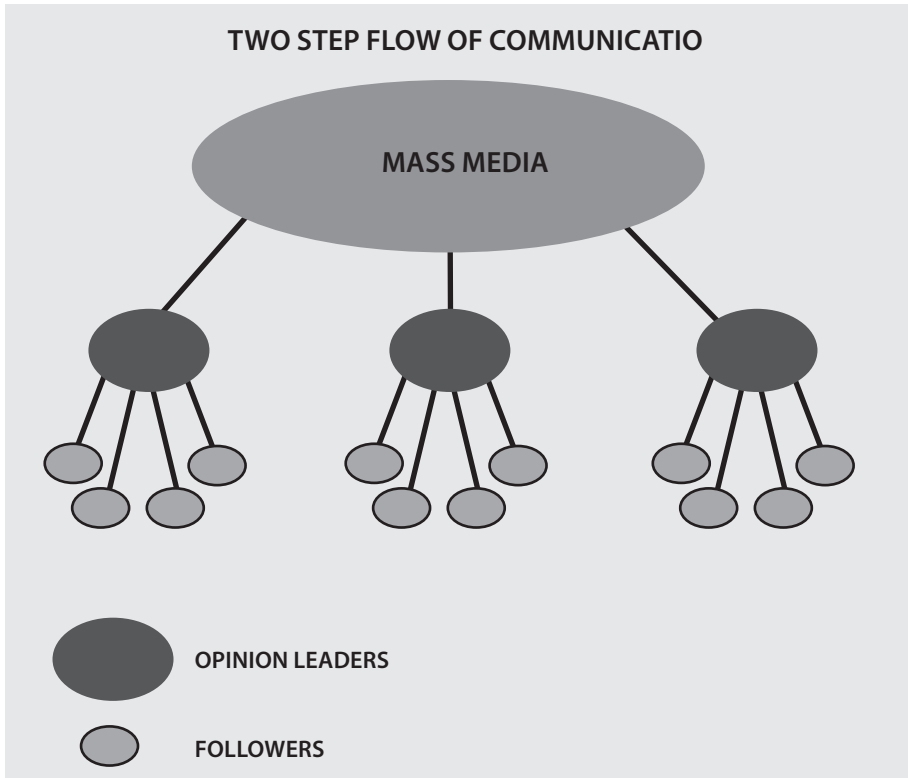 TWO STEP FLOW OF COMMUNICATIO
MASS MEDIA
OPINION LEADERS
FOLLOWERS